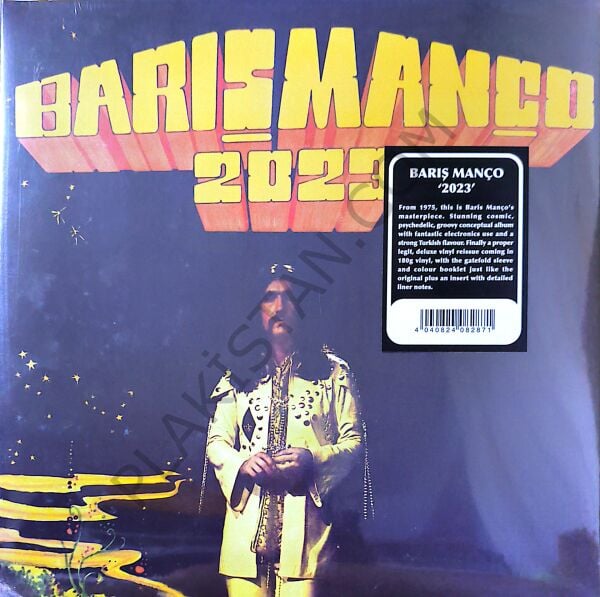 BARIŞ MANÇO
2023
BARIŞ MANÇO
'2023'
From 1975, this is Baris Manço's
masterpiece. Stunning cosmic,
psychedelic, groovy conceptual album
with fantastic electronics use and a
strong Turkish flavour. Finally a proper
legit, deluxe vinyl reissue coming in
180g vinyl, with the gatefold sleeve
and colour booklet just like the
original plus an insert with detailed
liner notes.
4 040824 082871
PLAKİSTAN.COM